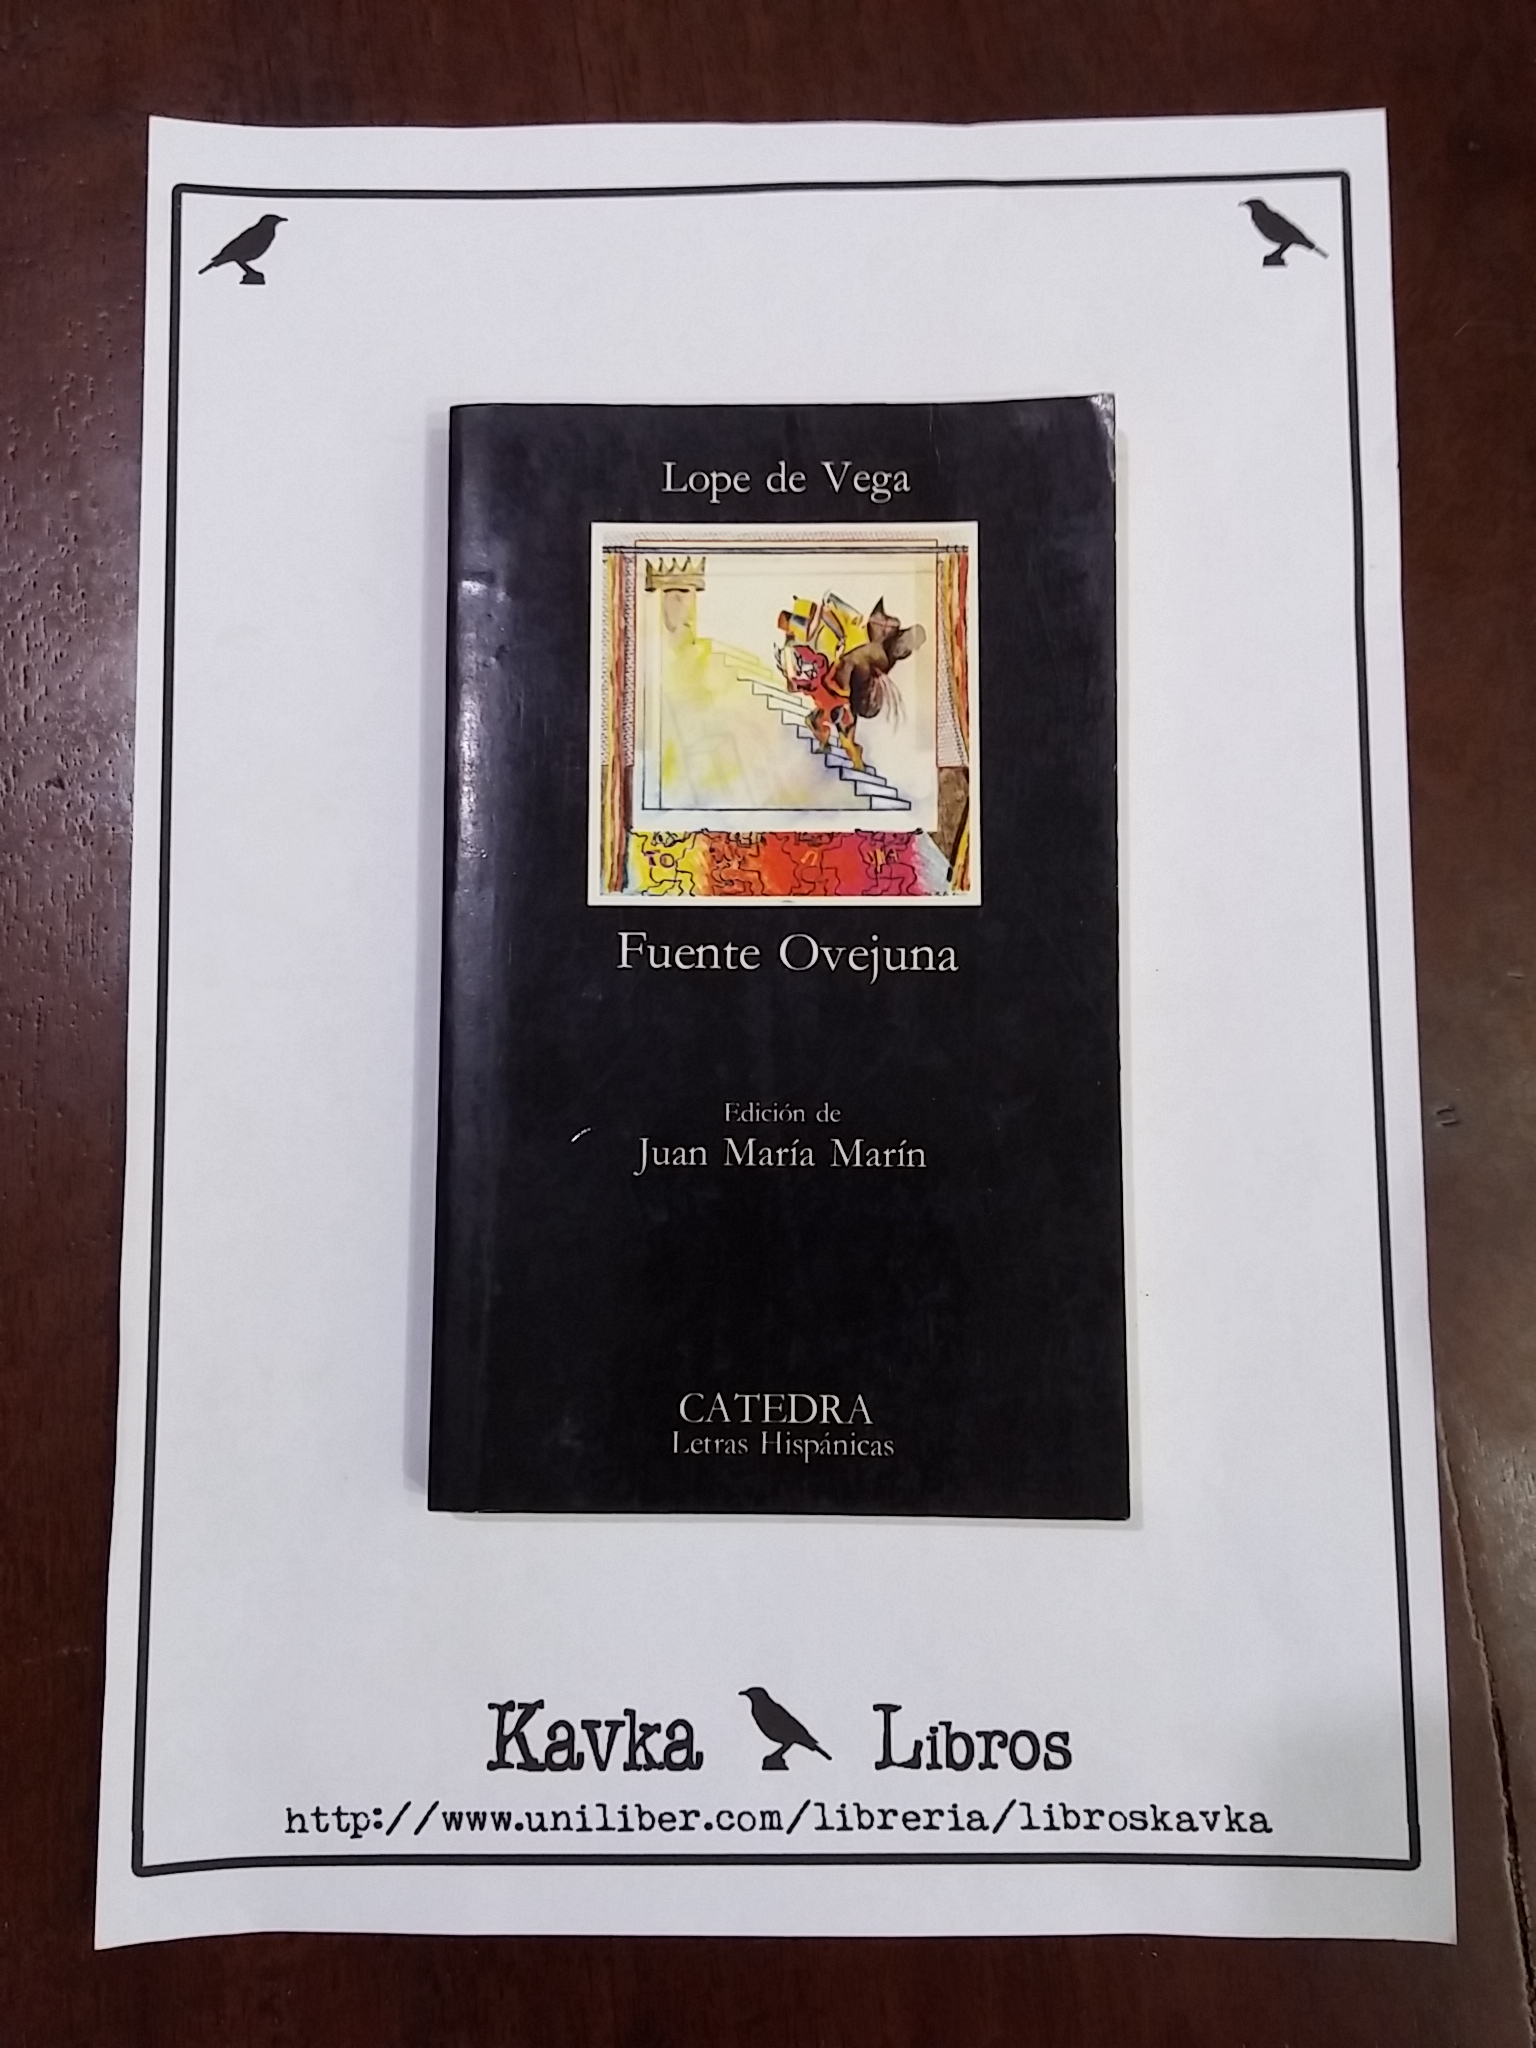 Lope de Vega
Fuente Ovejuna
Edición de
Juan María Marín
CATEDRA
Letras Hispánicas
Kavka Libros
http://www.uniliber.com/libreria/libroskavka